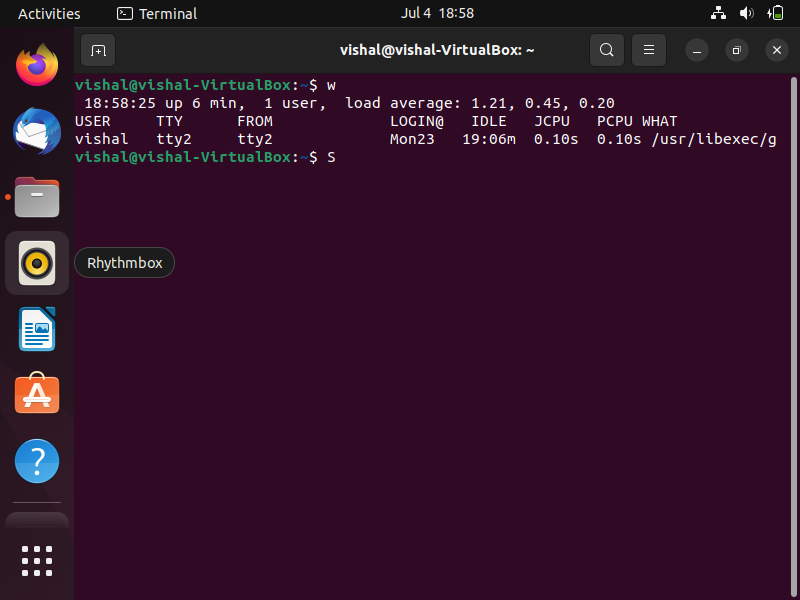 Activities Terminal Jul 4 18:58
vishal@vishal-VirtualBox: ~
vishal@vishal-VirtualBox:~$ w
18:58:25 up 6 min, 1 user, load average: 1.21, 0.45, 0.20
USER TTY FROM LOGIN@ IDLE JCPU PCPU WHAT
vishal tty2 tty2 Mon23 19:06m 0.10s 0.10s /usr/libexec/g
vishal@vishal-VirtualBox:~$ S
Rhythmbox